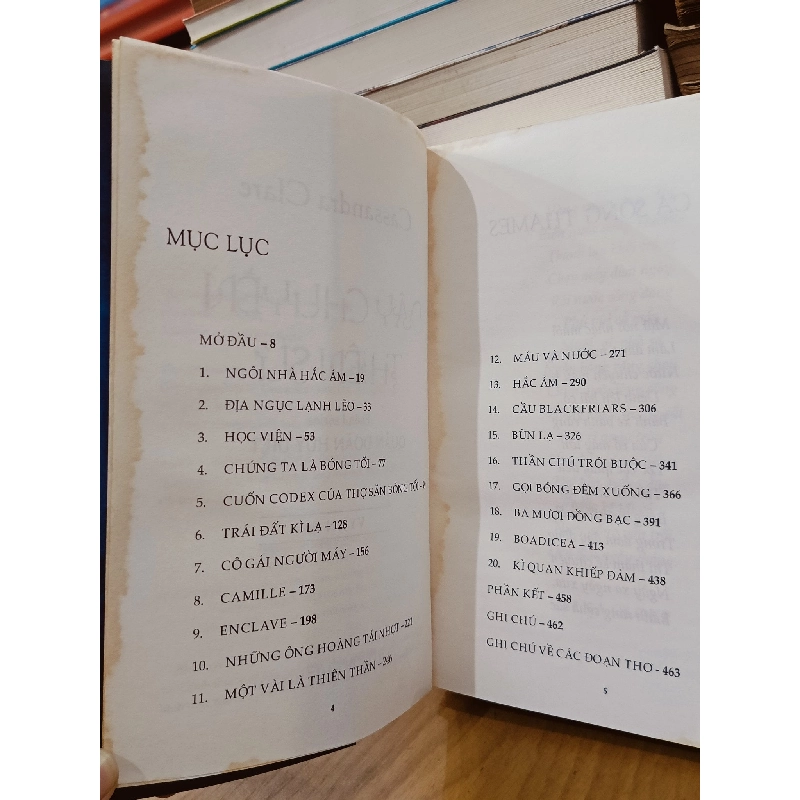 MỤC LỤC
MỞ ĐẦU – 8
1. NGÔI NHÀ HẮC ÁM – 19
2. ĐỊA NGỤC LẠNH LẼO – 33
3. HỌC VIỆN – 53
4. CHÚNG TA LÀ BÓNG TỐI – 77
5. CUỐN CODEX CỦA THỢ SĂN BÓNG TỐI –
6. TRÁI ĐẤT KÌ LẠ – 128
7. CÔ GÁI NGƯỜI MÁY – 156
8. CAMILLE – 173
9. ENCLAVE – 198
10. NHỮNG ÔNG HOÀNG TÁI NHỢT – 221
11. MỘT VÀI LÀ THIÊN THẦN – 246
4
12. MÁU VÀ NƯỚC – 271
13. HẮC ÁM – 290
14. CẦU BLACKFRIARS – 306
15. BÙN LẠ – 326
16. THẦN CHÚ TRÓI BUỘC – 341
17. GỌI BÓNG ĐÊM XUỐNG – 366
18. BA MƯƠI ĐỒNG BẠC – 391
19. BOADICEA – 413
20. KÌ QUAN KHIẾP ĐẢM – 438
PHẦN KẾT – 458
GHI CHÚ – 462
GHI CHÚ VỀ CÁC ĐOẠN THƠ – 463
5